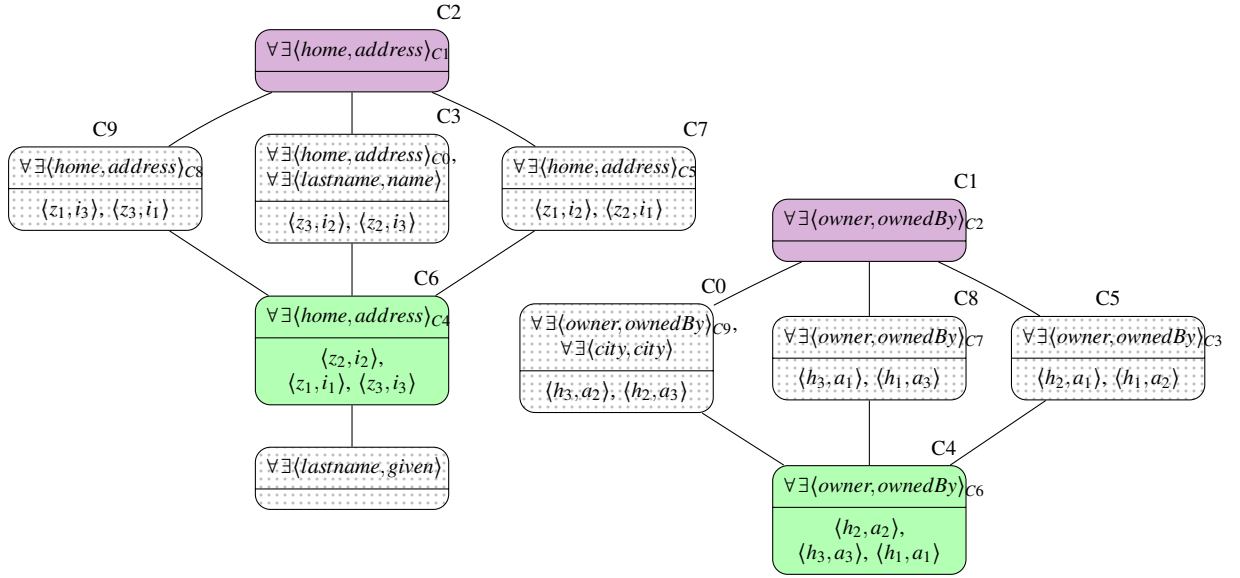 C2
∀∃⟨home,address⟩C1
C9
∀∃⟨home,address⟩C8
⟨z1,i3⟩, ⟨z3,i1⟩
C3
∀∃⟨home,address⟩C0,
∀∃⟨lastname,name⟩
⟨z3,i2⟩, ⟨z2,i3⟩
C7
∀∃⟨home,address⟩C5
⟨z1,i2⟩, ⟨z2,i1⟩
C6
∀∃⟨home,address⟩C4
⟨z2,i2⟩,
⟨z1,i1⟩, ⟨z3,i3⟩
∀∃⟨lastname,given⟩
C1
∀∃⟨owner,ownedBy⟩C2
C0
∀∃⟨owner,ownedBy⟩C9,
∀∃⟨city,city⟩
⟨h3,a2⟩, ⟨h2,a3⟩
C8
∀∃⟨owner,ownedBy⟩C7
⟨h3,a1⟩, ⟨h1,a3⟩
C5
∀∃⟨owner,ownedBy⟩C3
⟨h2,a1⟩, ⟨h1,a2⟩
C4
∀∃⟨owner,ownedBy⟩C6
⟨h2,a2⟩,
⟨h3,a3⟩, ⟨h1,a1⟩